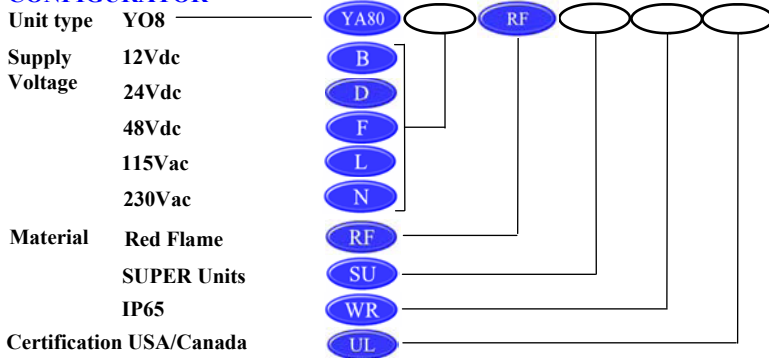 CONFIGURATOR
Unit type YO8 YA80 RF
Supply Voltage 12Vdc B
24Vdc D
48Vdc F
115Vac L
230Vac N
Material Red Flame RF
SUPER Units SU
IP65 WR
Certification USA/Canada UL